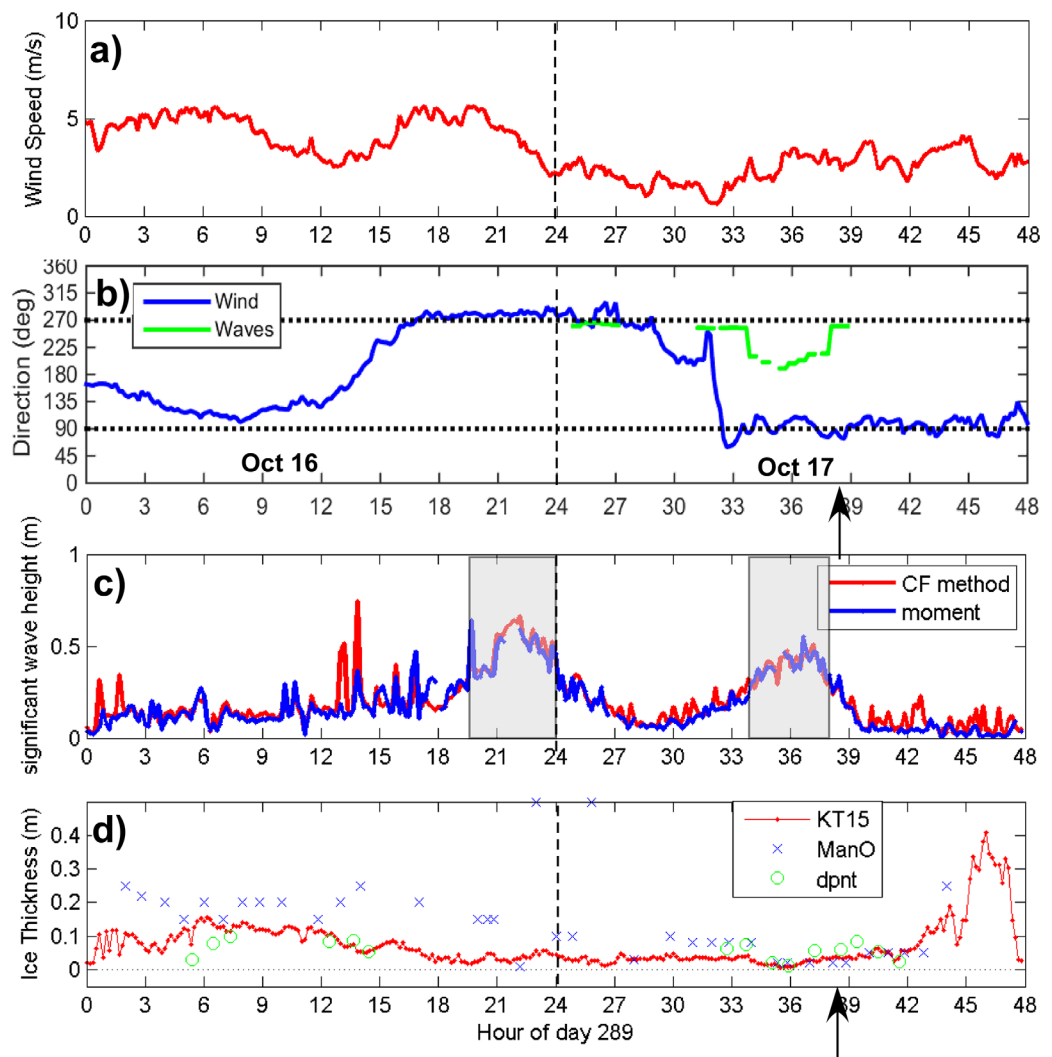 a)
Wind Speed (m/s)
10
5
0
0 3 6 9 12 15 18 21 24 27 30 33 36 39 42 45 48
b)
Direction (deg)
360
315
270
225
180
135
90
45
0
Wind
Waves
Oct 16
Oct 17
0 3 6 9 12 15 18 21 24 27 30 33 36 39 42 45 48
c)
significant wave height (m)
1
0.5
0
CF method
moment
0 3 6 9 12 15 18 21 24 27 30 33 36 39 42 45 48
d)
Ice Thickness (m)
0.4
0.3
0.2
0.1
0
KT15
ManO
dpnt
0 3 6 9 12 15 18 21 24 27 30 33 36 39 42 45 48
Hour of day 289